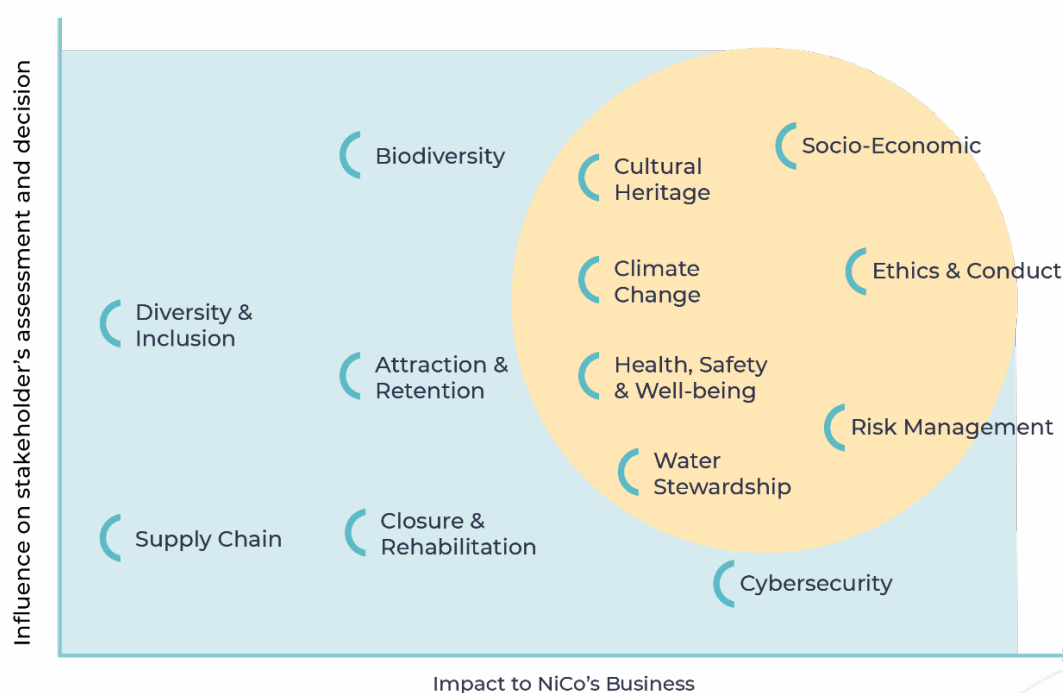 Influence on stakeholder's assessment and decision
Biodiversity
Socio-Economic
Cultural
Heritage
Climate
Change
Ethics & Conduct
Diversity &
Inclusion
Attraction &
Retention
Health, Safety
& Well-being
Risk Management
Water
Stewardship
Supply Chain
Closure &
Rehabilitation
Cybersecurity
Impact to NiCo's Business